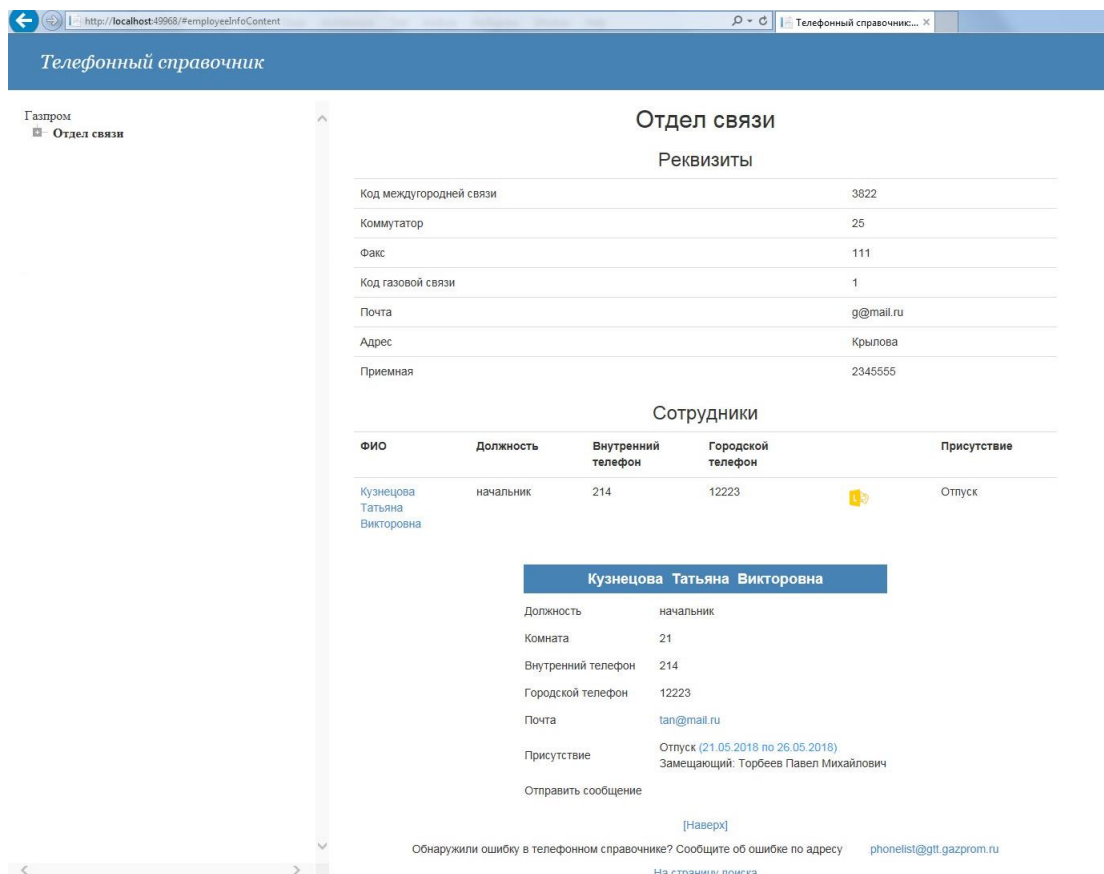 http://localhost:49968/#employeeInfoContent
Телефонный справочник:...
Телефонный справочник
Газпром
Отдел связи
Отдел связи
Реквизиты
Код междугородней связи 3822
Коммутатор 25
Факс 111
Код газовой связи 1
Почта g@mail.ru
Адрес Крылова
Приемная 2345555
Сотрудники
ФИО Должность Внутренний телефон Городской телефон Присутствие
Кузнецова Татьяна Викторовна начальник 214 12223 Отпуск
Кузнецова Татьяна Викторовна
Должность начальник
Комната 21
Внутренний телефон 214
Городской телефон 12223
Почта tan@mail.ru
Присутствие Отпуск (21.05.2018 по 26.05.2018)
Замещающий: Торбеев Павел Михайлович
Отправить сообщение
[Наверх]
Обнаружили ошибку в телефонном справочнике? Сообщите об ошибке по адресу phonelist@gtt.gazprom.ru
На страницу поиска